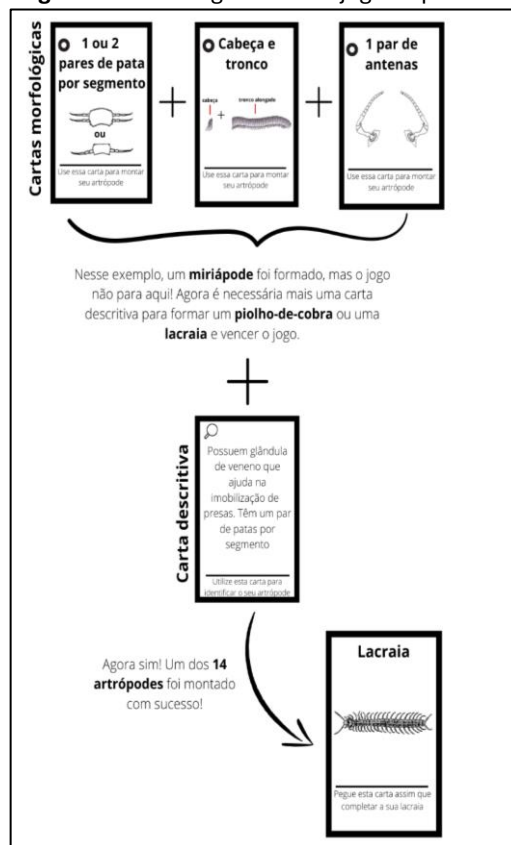 Cartas morfológicas
1 ou 2
pares de pata
por segmento
ou
Use essa carta para montar
seu artrópode
+
Cabeça e
tronco
cabeça
tronco alongado
+
Use essa carta para montar
seu artrópode
+
1 par de
antenas
Use essa carta para montar
seu artrópode
Nesse exemplo, um miriápode foi formado, mas o jogo
não para aqui! Agora é necessária mais uma carta
descritiva para formar um piolho-de-cobra ou uma
lacraia e vencer o jogo.
+
Carta descritiva
Possuem glândula
de veneno que
ajuda na
imobilização de
presas. Têm um par
de patas por
segmento
Utilize esta carta para
identificar o seu artrópode
Agora sim! Um dos 14
artrópodes foi montado
com sucesso!
Lacraia
Pegue esta carta assim que
completar a sua lacraia